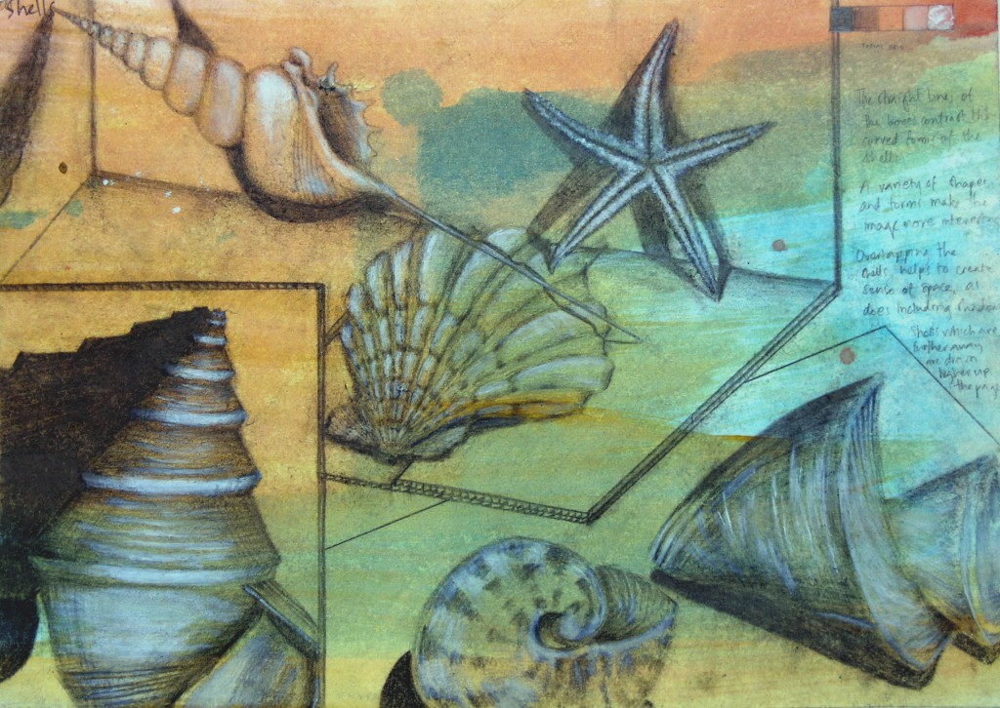 Shells
The straight lines of
the boxes contrast the
curved forms of the
shells
A variety of shapes
and forms make the
image more interesting
Overlapping the
shells helps to create
sense of space, as
does including shadow
Shells which are
further away
are drawn
higher up
the page